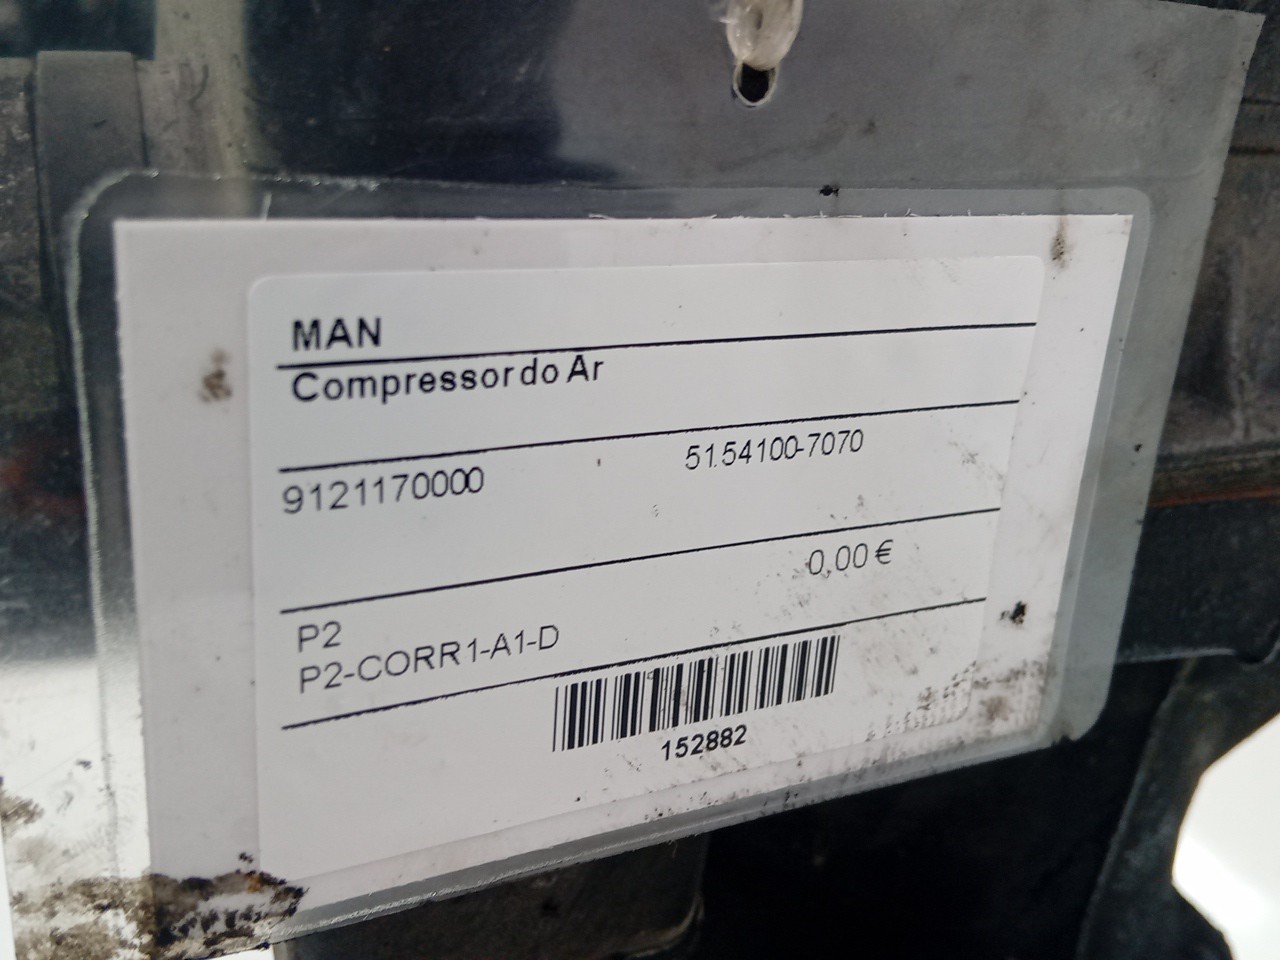 MAN
Compressor do Ar
9121170000 51.54100-7070
0,00 €
P2
P2-CORR1-A1-D
152882